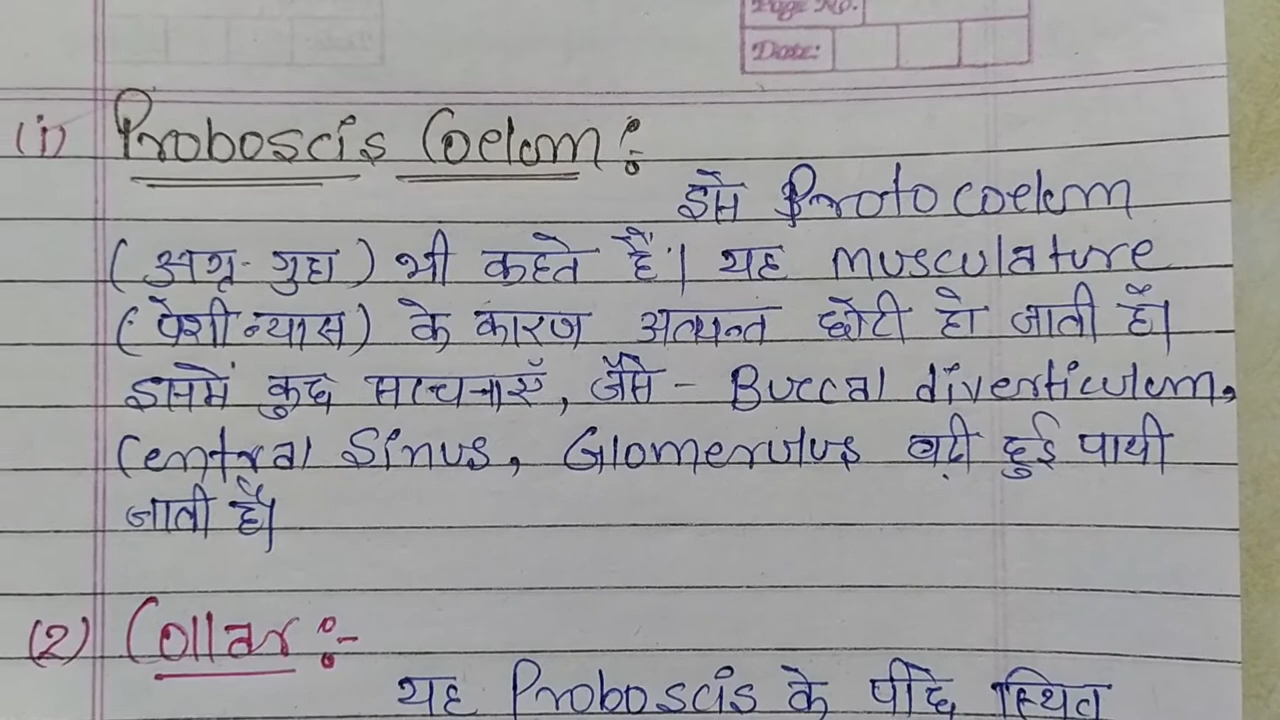 Page No.
Date:
(i) Proboscis Coelom :-
इसे Protocoelom
(अग्र-गुहा) भी कहते हैं। यह musculature
(पेशीन्यास) के कारण अत्यन्त छोटी हो जाती है।
इसमें कुछ संरचनाएँ, जैसे - Buccal diverticulum,
Central Sinus, Glomerulus बनी हुई पायी
जाती है।
(2) Collar :-
यह Proboscis के पीछे स्थित